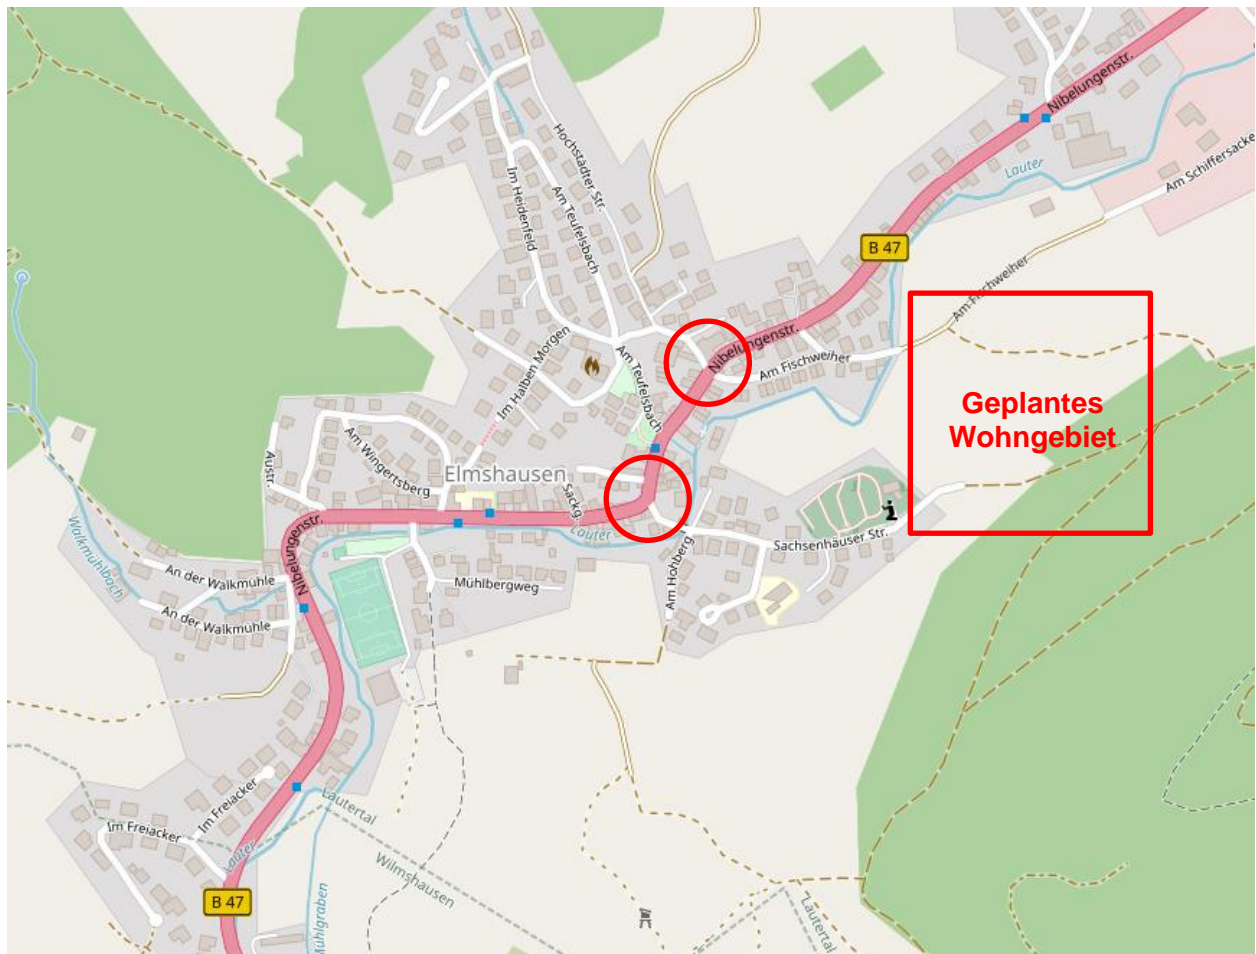 Nibelungenstr.
Lauter
Am Schiffersacke
Hochstädter Str.
Im Heidenfeld
Am Teufelsbach
B 47
Am Fischweiher
Nibelungenstr.
Am Fischweiher
Im Halben Morgen
Am Teufelsbach
Geplantes
Wohngebiet
Am Wingertsberg
Elmshausen
Austr.
Sackg.
Nibelungenstr.
Lauter
Sachsenhäuser Str.
Walkmühlbach
An der Walkmühle
Mühlbergweg
Am Hohberg
An der Walkmühle
Im Freiacker
Im Freiacker
Lautertal
Lauter
Wilmshausen
B 47
Mühlgraben
Lautertal